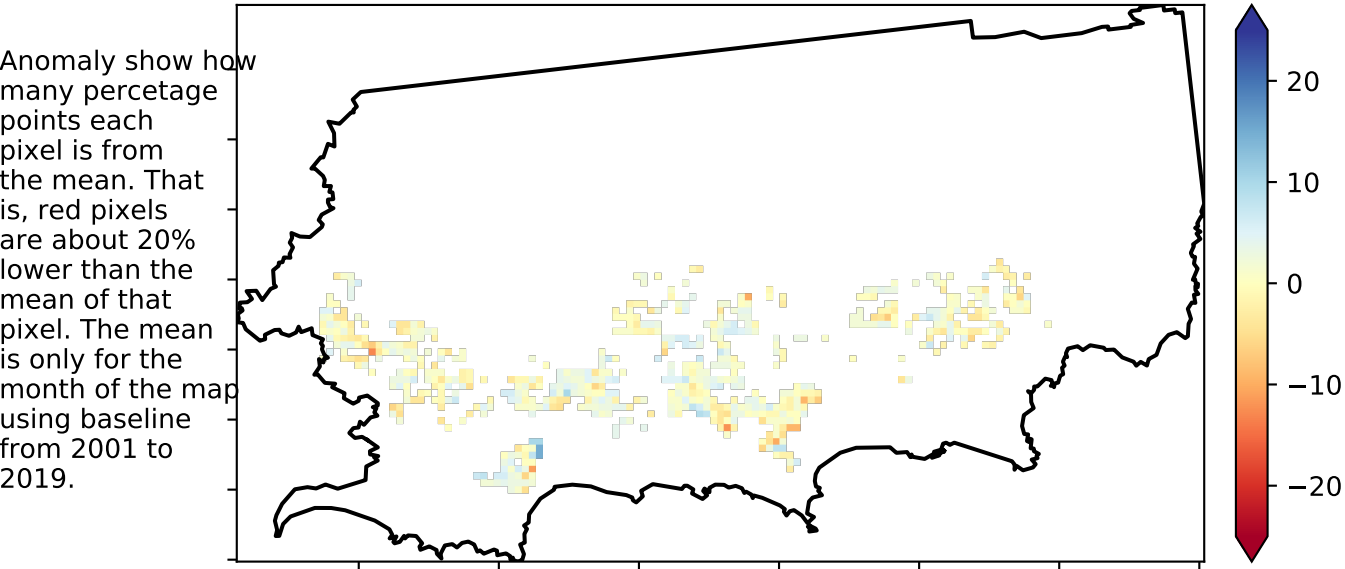 Anomaly show how
many percetage
points each
pixel is from
the mean. That
is, red pixels
are about 20%
lower than the
mean of that
pixel. The mean
is only for the
month of the map
using baseline
from 2001 to
2019.
20
10
0
−10
−20